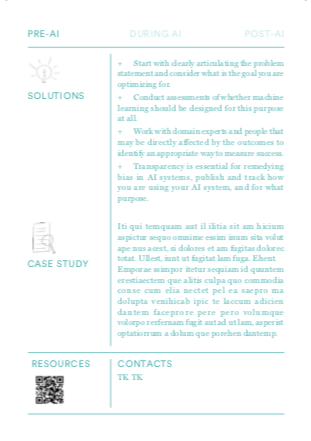 PRE-AI
DURING AI
POST-AI
SOLUTIONS
+ Start with clearly articulating the problem
statement and consider what is the goal you are
optimizing for.
+ Conduct assessments of whether machine
learning should be designed for this purpose
at all.
+ Work with domain experts and people that
may be directly affected by the outcomes to
identify an appropriate way to measure success.
+ Transparency is essential for remedying
bias in AI systems, publish and track how
you are using your AI system, and for what
purpose.
CASE STUDY
Iti qui temquam aut il ilitia sit am hicium
aspictur sequo omnime essim inum sita volut
ape nus acest, si dolores et am fugitas dolorec
totat. Ullest, iunt ut fugitat lam fuga. Ehent
Emporae ssimpor itetur sequiam id quuntem
erestiaectem que alitis culpa quo commodia
conse cum elia nectet pel ea saepro ma
dolupta venihicab ipic te laccum adicien
dantem faceprore pere pero volumque
volorpo rerfernam fugit aut ad ut lam, asperist
optatiorrum a dolum que porehen dantemp.
RESOURCES
CONTACTS
TK TK